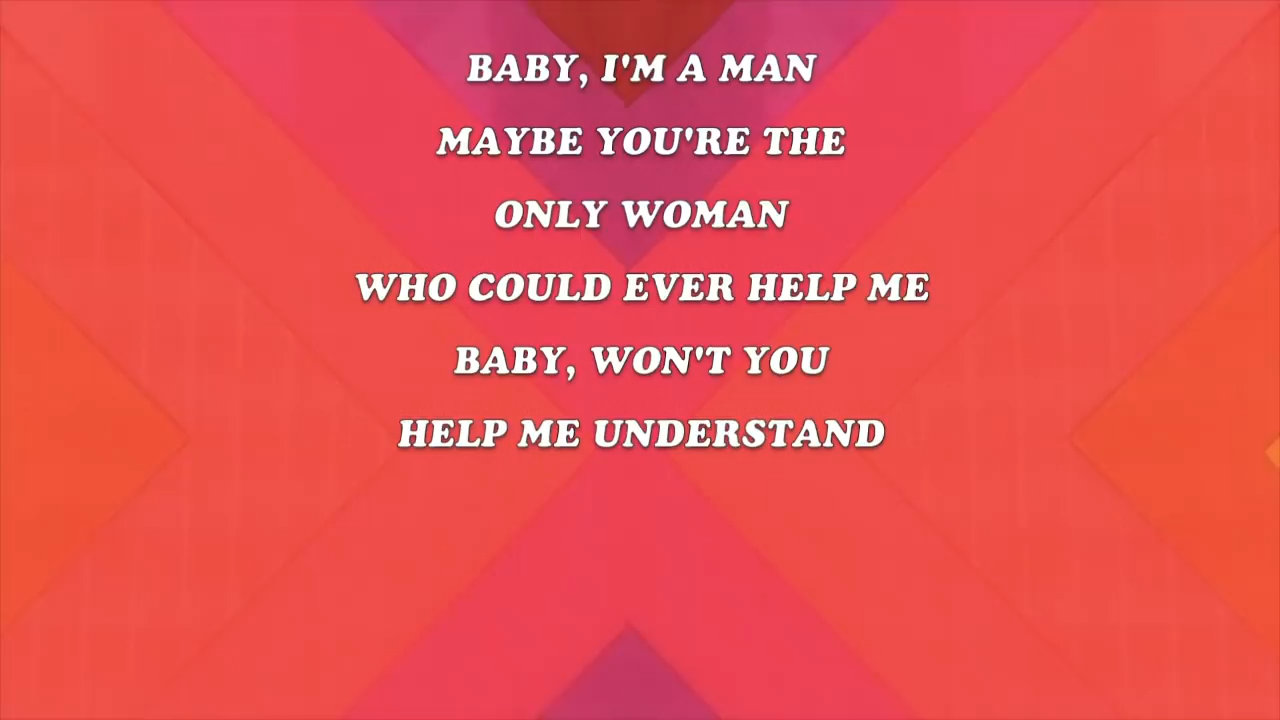 BABY, I'M A MAN
MAYBE YOU'RE THE
ONLY WOMAN
WHO COULD EVER HELP ME
BABY, WON'T YOU
HELP ME UNDERSTAND